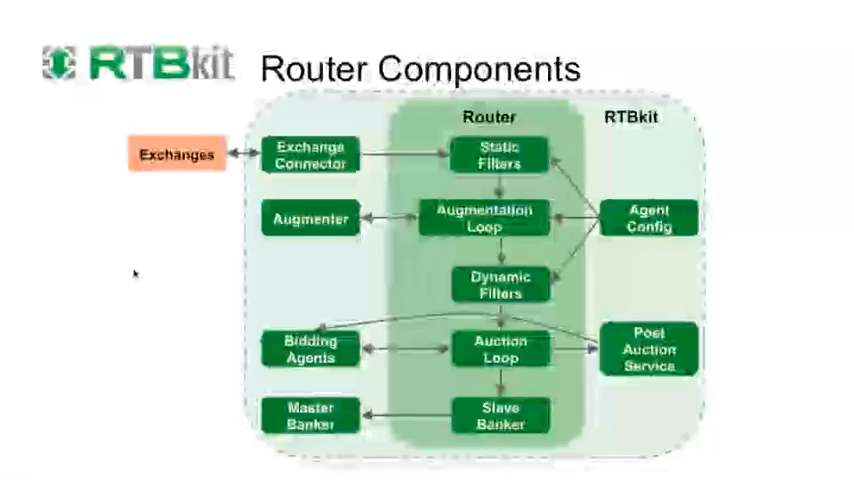 RTBkit
Router Components
Router
RTBkit
Exchanges
Exchange
Connector
Static
Filters
Augmenter
Augmentation
Loop
Agent
Config
Dynamic
Filters
Bidding
Agents
Auction
Loop
Post
Auction
Service
Master
Banker
Slave
Banker